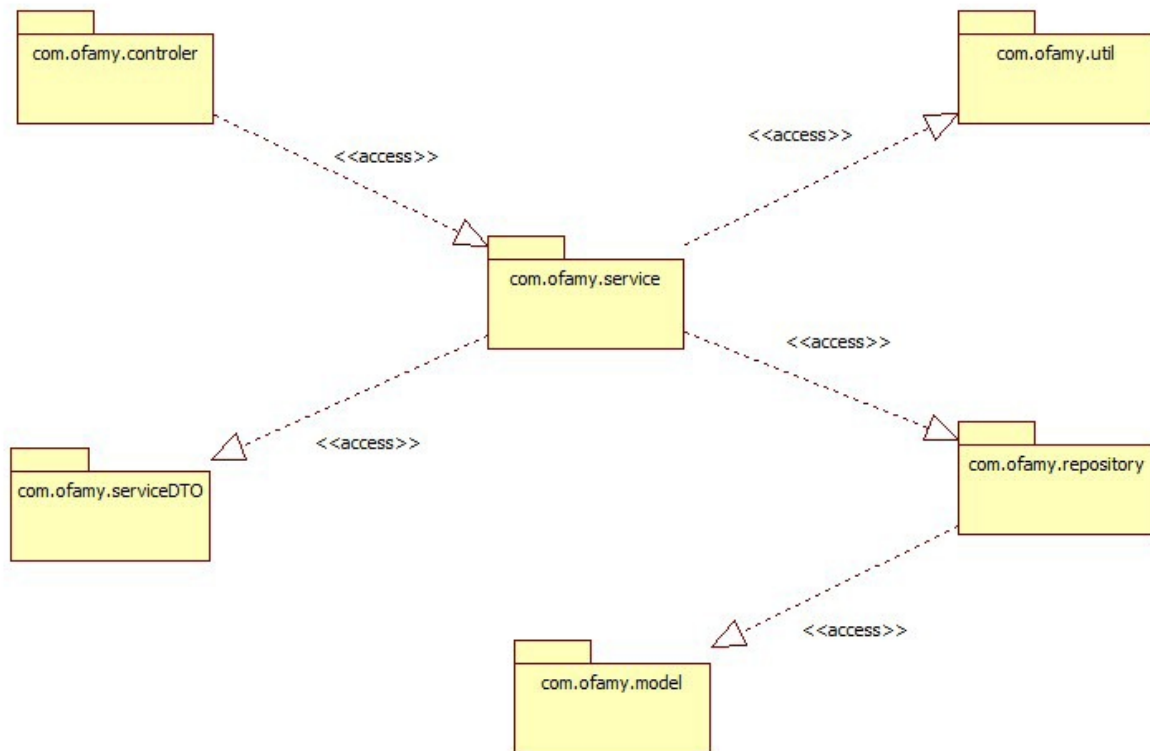 com.ofamy.controler
com.ofamy.util
<<access>>
<<access>>
com.ofamy.service
<<access>>
<<access>>
com.ofamy.repository
com.ofamy.serviceDTO
<<access>>
com.ofamy.model